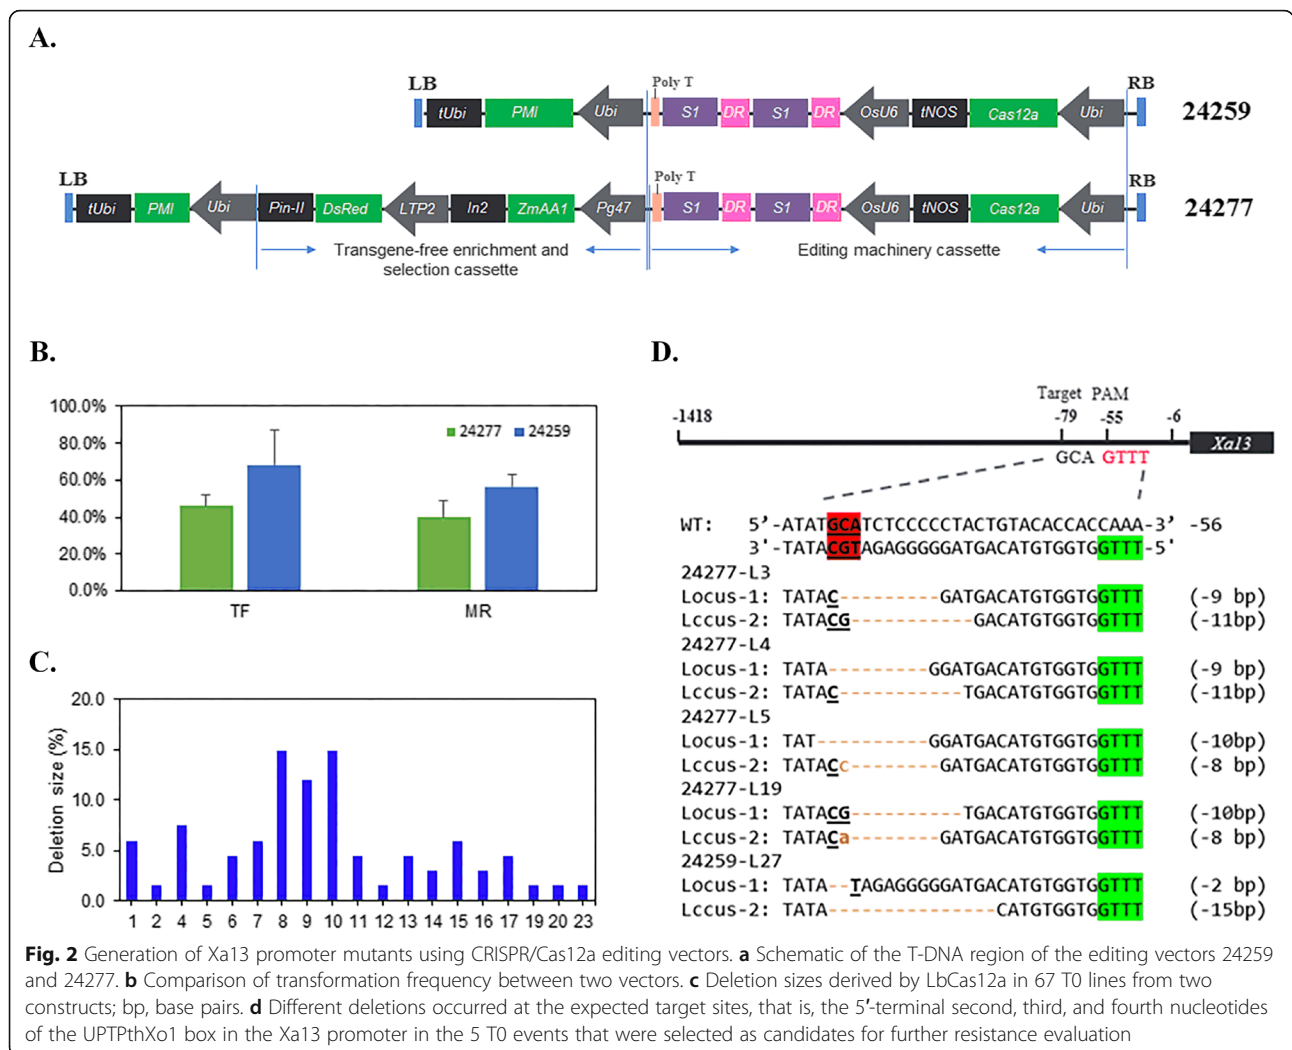 A.
LB
tUbi PMI Ubi Poly T S1 DR S1 DR OsU6 tNOS Cas12a Ubi
RB
24259
LB
tUbi PMI Ubi Pin-II DsRed LTP2 In2 ZmAA1 Pg47 Poly T S1 DR S1 DR OsU6 tNOS Cas12a Ubi
RB
24277
Transgene-free enrichment and
selection cassette
Editing machinery cassette
B.
100.0%
80.0%
60.0%
40.0%
20.0%
0.0%
24277 24259
TF MR
C.
Deletion size (%)
20.0
15.0
10.0
5.0
0.0
1 2 4 5 6 7 8 9 10 11 12 13 14 15 16 17 19 20 23
D.
Target PAM
-1418 -79 -55 -6
Xa13
GCA GTTT
WT: 5’-ATATGCATCTCCCCCTACTGTACACCACCAAA-3’ -56
3'-TATACGTAGAGGGGGATGACATGTGGTGGTTT-5'
24277-L3
Locus-1: TATAC---------GATGACATGTGGTGGTTT (-9 bp)
Lccus-2: TATACG-----------GACATGTGGTGGTTT (-11bp)
24277-L4
Locus-1: TATA---------GGATGACATGTGGTGGTTT (-9 bp)
Lccus-2: TATAC-----------TGACATGTGGTGGTTT (-11bp)
24277-L5
Locus-1: TAT----------GGATGACATGTGGTGGTTT (-10bp)
Lccus-2: TATACc--------GATGACATGTGGTGGTTT (-8 bp)
24277-L19
Locus-1: TATACG----------TGACATGTGGTGGTTT (-10bp)
Lccus-2: TATACa--------GATGACATGTGGTGGTTT (-8 bp)
24259-L27
Locus-1: TATA--TAGAGGGGGATGACATGTGGTGGTTT (-2 bp)
Lccus-2: TATA---------------CATGTGGTGGTTT (-15bp)
Fig. 2 Generation of Xa13 promoter mutants using CRISPR/Cas12a editing vectors. a Schematic of the T-DNA region of the editing vectors 24259
and 24277. b Comparison of transformation frequency between two vectors. c Deletion sizes derived by LbCas12a in 67 T0 lines from two
constructs; bp, base pairs. d Different deletions occurred at the expected target sites, that is, the 5′-terminal second, third, and fourth nucleotides
of the UPTPthXo1 box in the Xa13 promoter in the 5 T0 events that were selected as candidates for further resistance evaluation